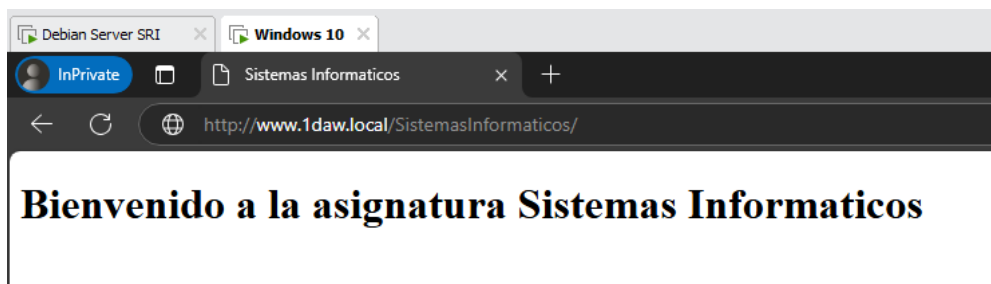 Debian Server SRI
Windows 10
InPrivate
Sistemas Informaticos
http://www.1daw.local/SistemasInformaticos/
Bienvenido a la asignatura Sistemas Informaticos